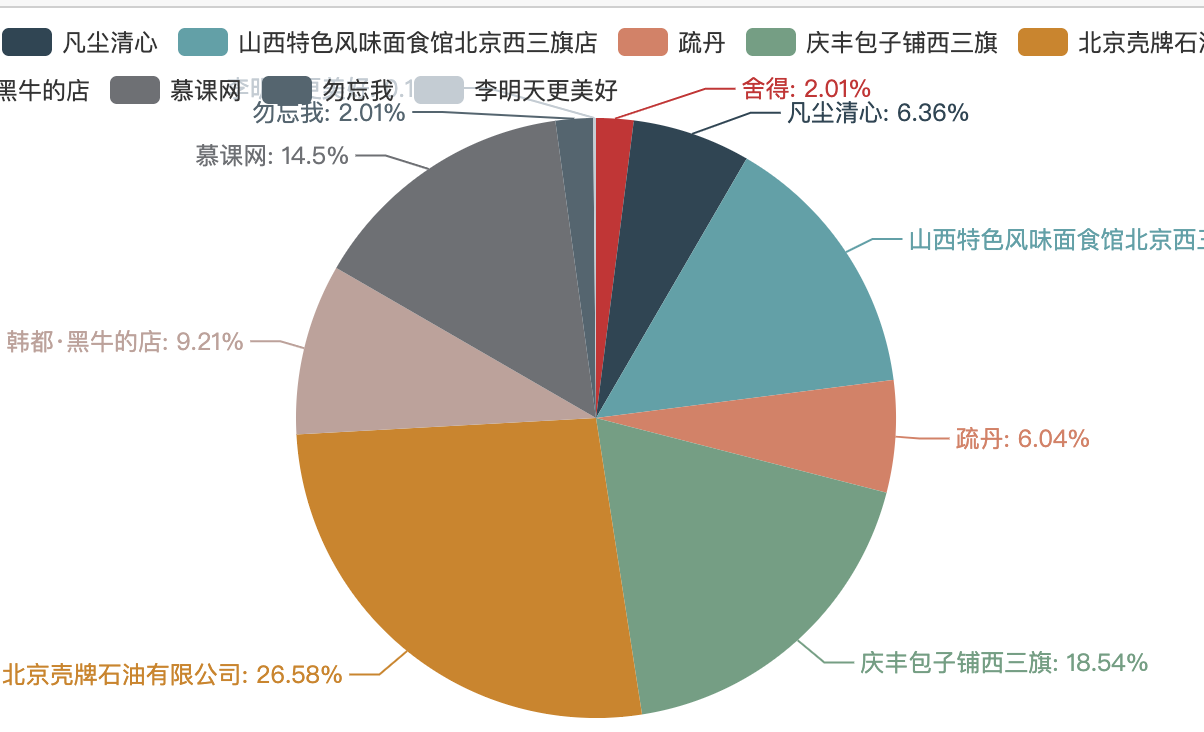 凡尘清心 山西特色风味面食馆北京西三旗店 疏丹 庆丰包子铺西三旗 北京壳牌石
黑牛的店 慕课网 勿忘我 李明天更美好
舍得: 2.01%
勿忘我: 2.01%
凡尘清心: 6.36%
慕课网: 14.5%
山西特色风味面食馆北京西
韩都·黑牛的店: 9.21%
疏丹: 6.04%
庆丰包子铺西三旗: 18.54%
北京壳牌石油有限公司: 26.58%